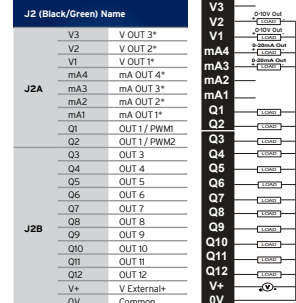 J2 (Black/Green) Name
V3 V OUT 3*
V2 V OUT 2*
V1 V OUT 1*
mA4 mA OUT 4*
J2A mA3 mA OUT 3*
mA2 mA OUT 2*
mA1 mA OUT 1*
Q1 OUT 1 / PWM1
Q2 OUT 1 / PWM2
Q3 OUT 3
Q4 OUT 4
Q5 OUT 5
Q6 OUT 6
Q7 OUT 7
J2B Q8 OUT 8
Q9 OUT 9
Q10 OUT 10
Q11 OUT 11
Q12 OUT 12
V+ V External+
0V Common
V3
0-10V Out
V2 LOAD
0-10V Out
V1 LOAD
0-20mA Out
mA4 LOAD
0-20mA Out
mA3 LOAD
mA2
mA1
Q1 LOAD
Q2 LOAD
Q3 LOAD
Q4 LOAD
Q5 LOAD
Q6 LOAD
Q7 LOAD
Q8 LOAD
Q9 LOAD
Q10 LOAD
Q11 LOAD
Q12 LOAD
V+ V
0V